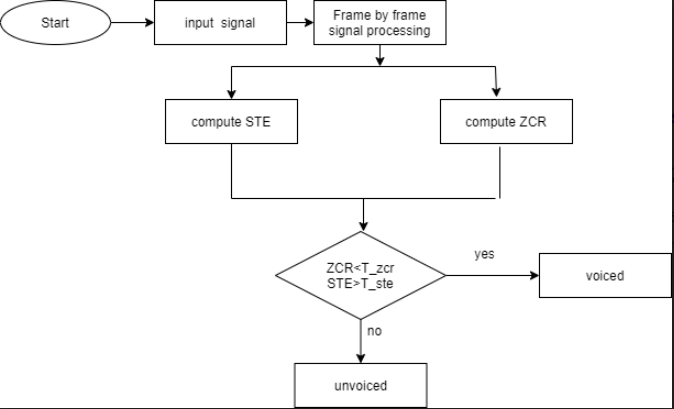 Start
input signal
Frame by frame
signal processing
compute STE
compute ZCR
ZCR<T_zcr
STE>T_ste
yes
voiced
no
unvoiced